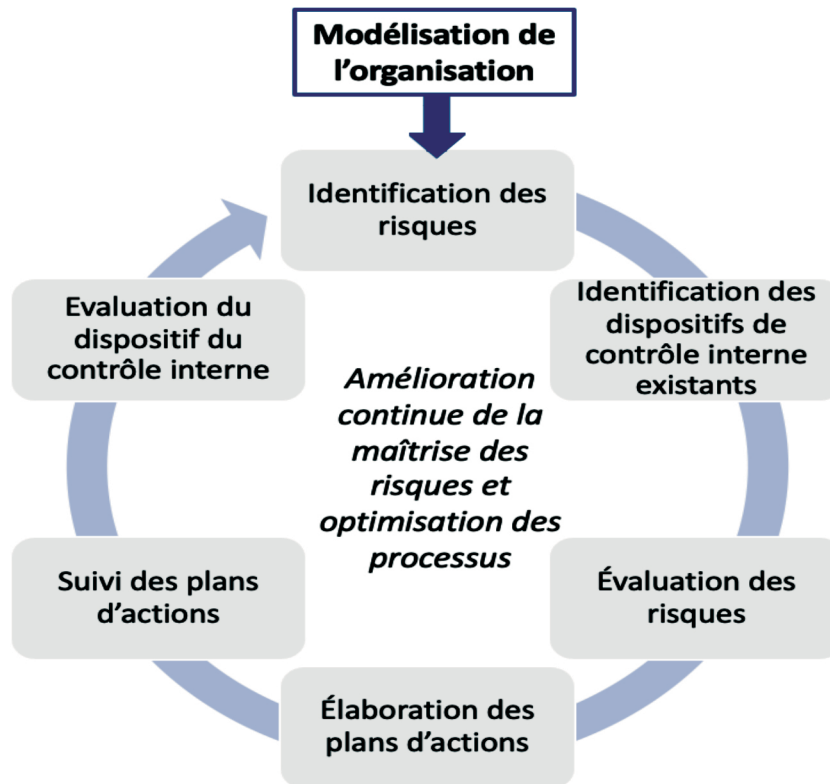 Modélisation de
l'organisation
Identification des
risques
Identification des
dispositifs de
contrôle interne
existants
Évaluation des
risques
Élaboration des
plans d'actions
Suivi des plans
d'actions
Evaluation du
dispositif du
contrôle interne
Amélioration
continue de la
maîtrise des
risques et
optimisation des
processus